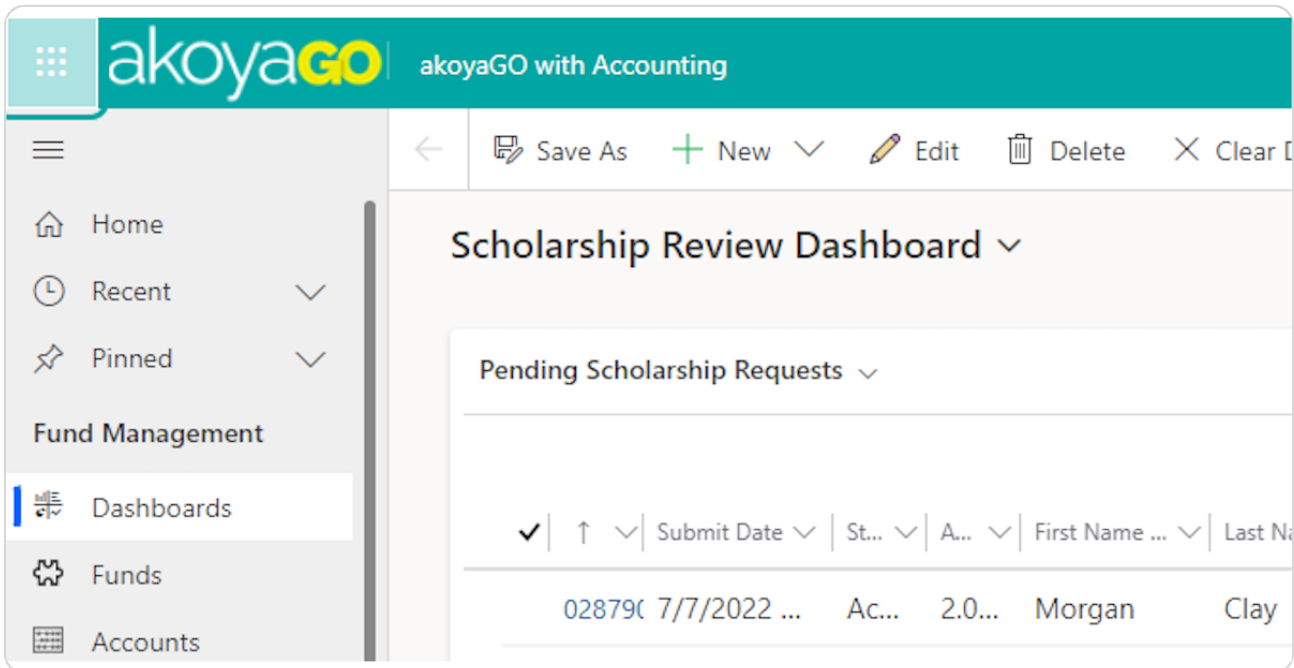 akoyaGO akoyaGO with Accounting
Save As New Edit Delete Clear D
Home
Scholarship Review Dashboard
Recent
Pinned
Pending Scholarship Requests
Fund Management
Dashboards
Submit Date St... A... First Name ... Last Na
Funds
028790 7/7/2022 ... Ac... 2.0... Morgan Clay
Accounts